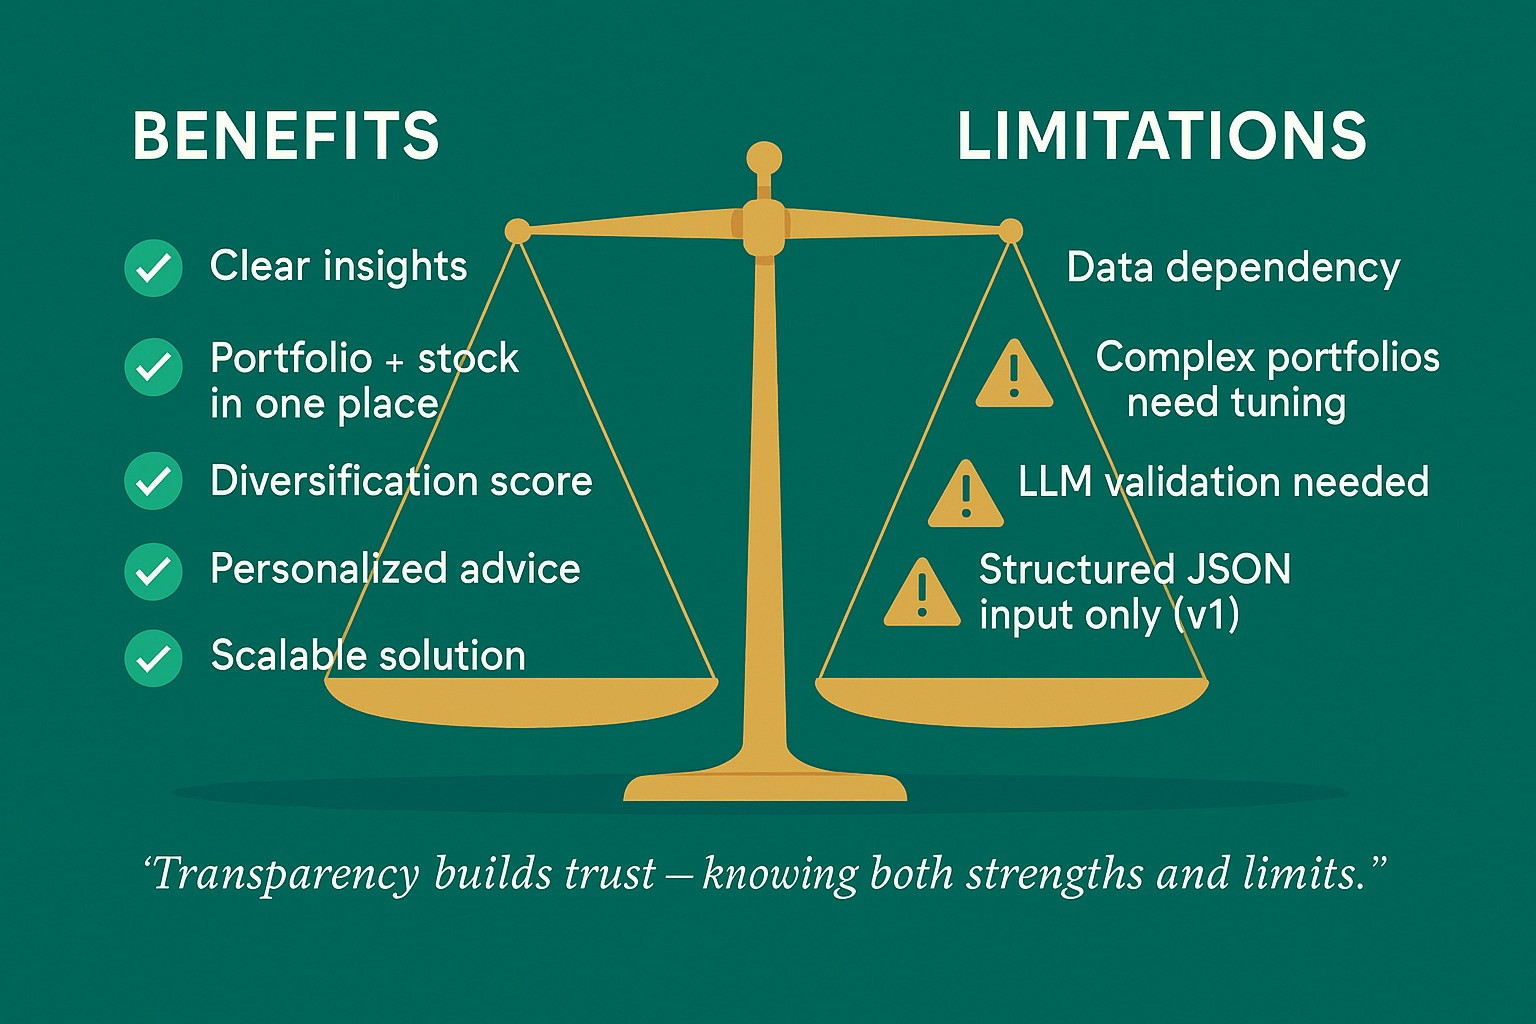 BENEFITS
Clear insights
Portfolio + stock
in one place
Diversification score
Personalized advice
Scalable solution
LIMITATIONS
Data dependency
Complex portfolios
need tuning
LLM validation needed
Structured JSON
input only (v1)
‘Transparency builds trust – knowing both strengths and limits.”